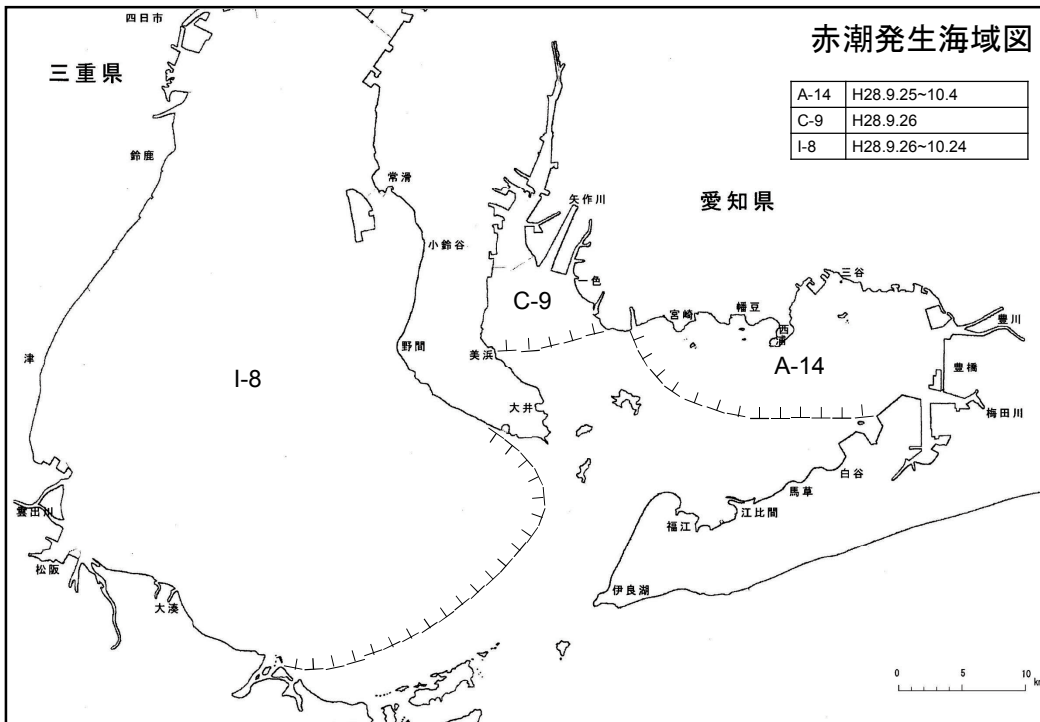 赤潮発生海域図
A-14 H28.9.25~10.4
C-9 H28.9.26
I-8 H28.9.26~10.24
四日市
三重県
鈴鹿
常滑
矢作川
愛知県
小鈴谷
一色
三谷
C-9
宮崎
幡豆
西浦
豊川
津
I-8
野間
美浜
A-14
豊橋
大井
梅田川
白谷
馬草
雲出川
江比間
福江
松阪
大湊
伊良湖
0 5 10 km